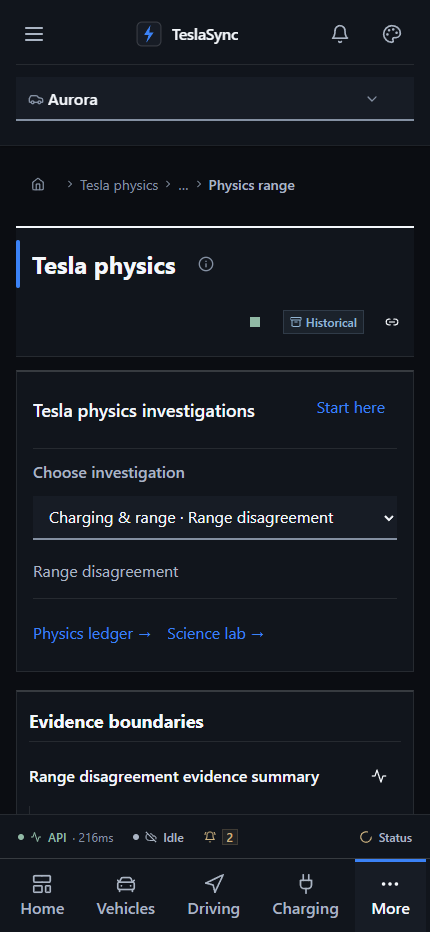 TeslaSync
Aurora
Tesla physics ... Physics range
Tesla physics
Historical
Tesla physics investigations Start here
Choose investigation
Charging & range · Range disagreement
Range disagreement
Physics ledger → Science lab →
Evidence boundaries
Range disagreement evidence summary
API · 216ms Idle 2 Status
Home Vehicles Driving Charging More